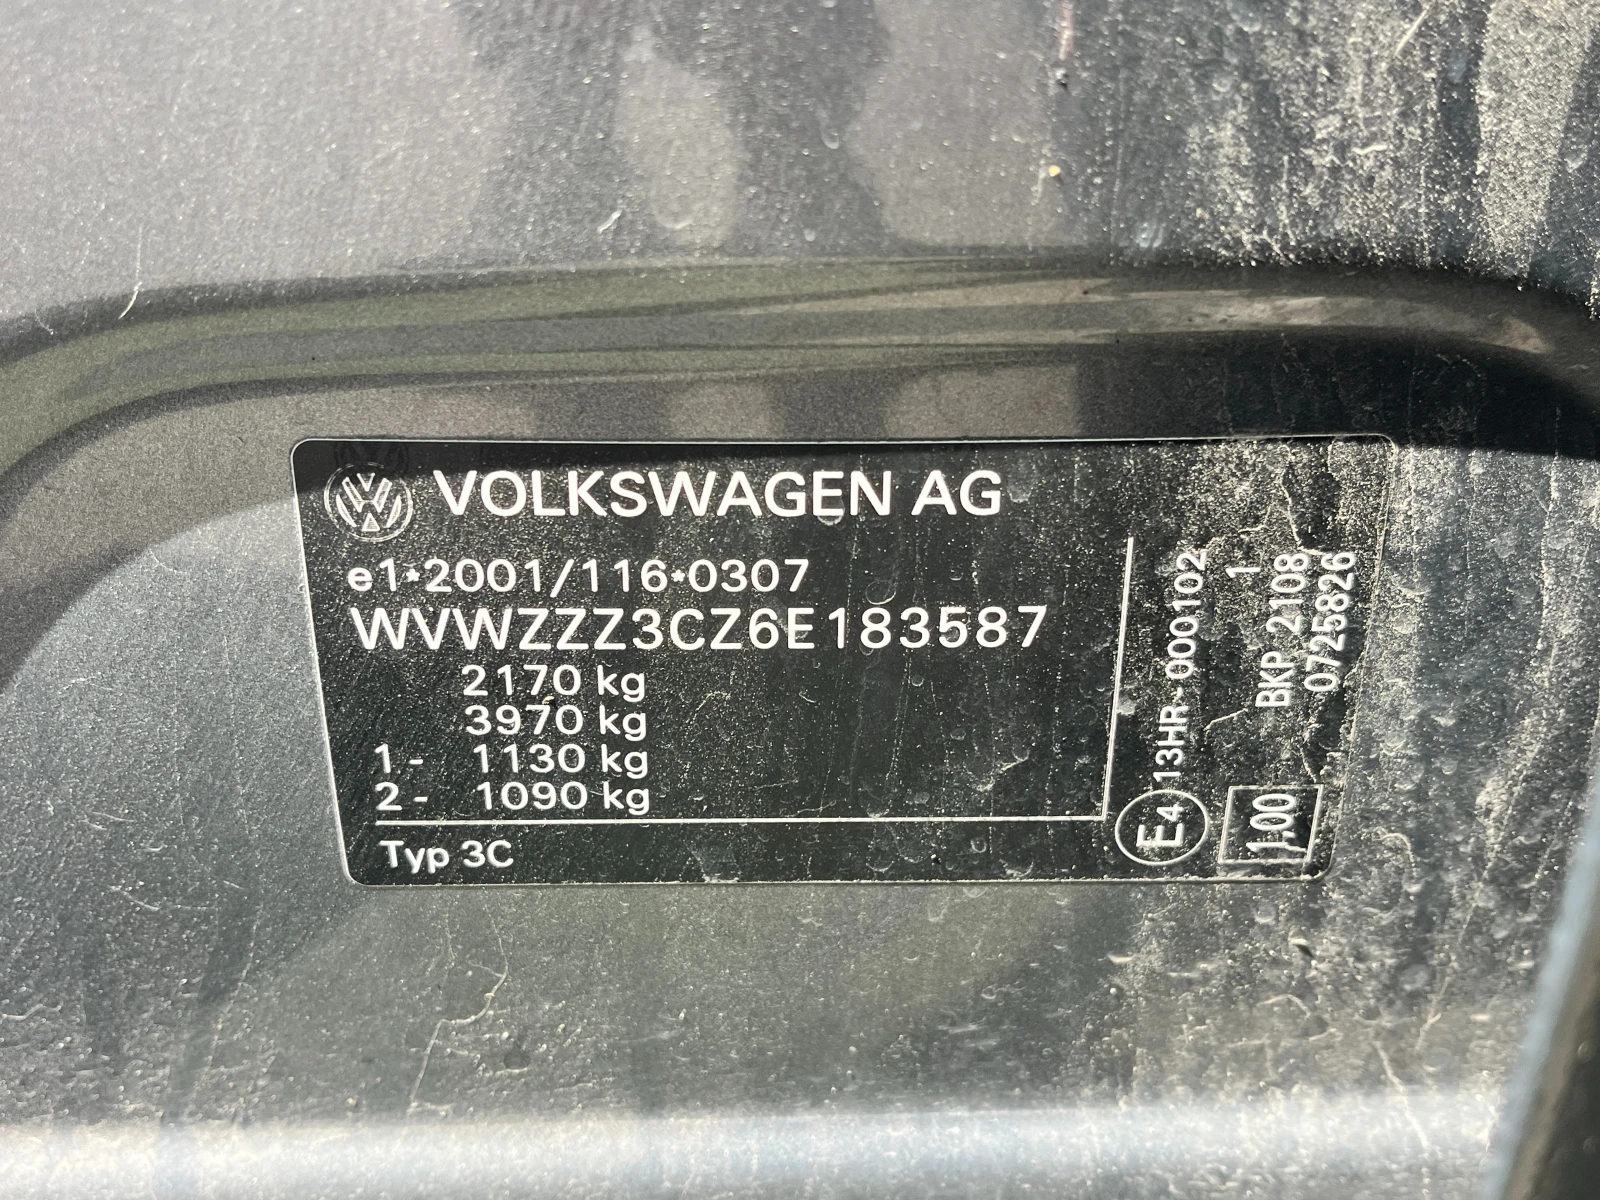 VOLKSWAGEN AG
e1*2001/116*0307
WVWZZZ3CZ6E183587
2170 kg
3970 kg
1- 1130 kg
2- 1090 kg
Typ 3C
E4 13HR-000102
1,00
1
BKP 2108
0725826